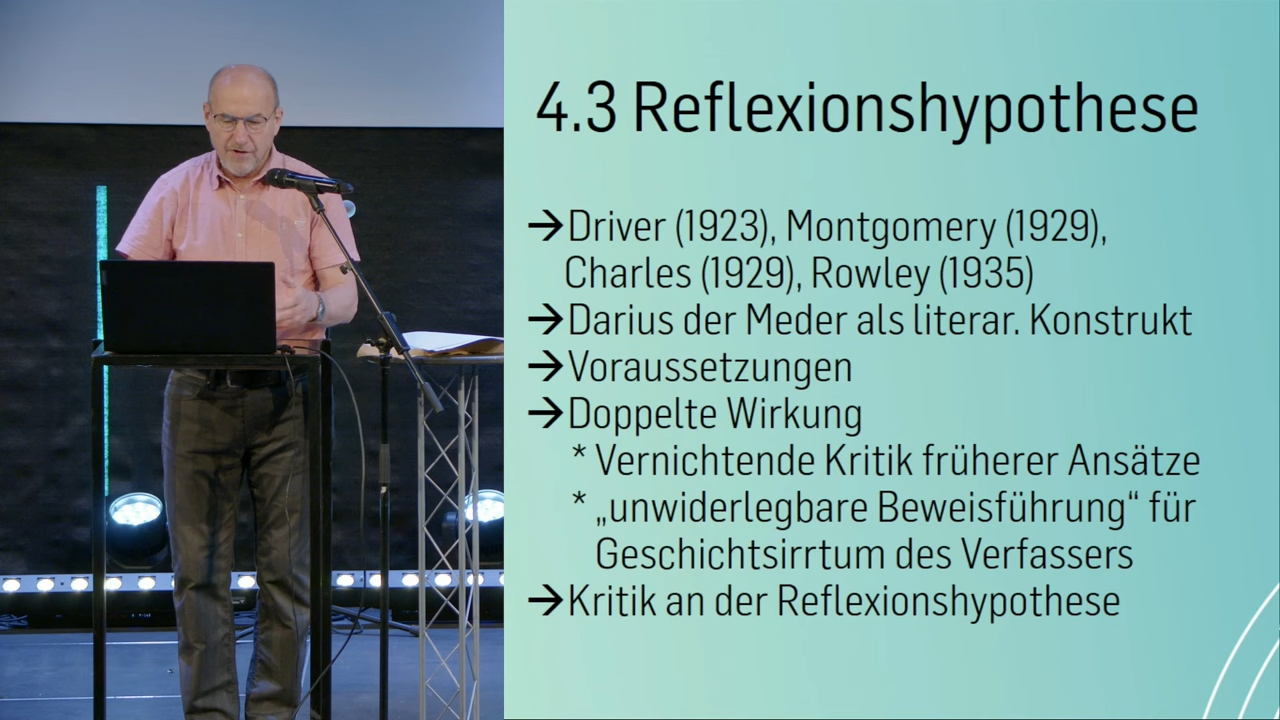 4.3 Reflexionshypothese
→Driver (1923), Montgomery (1929),
Charles (1929), Rowley (1935)
→Darius der Meder als literar. Konstrukt
→Voraussetzungen
→Doppelte Wirkung
* Vernichtende Kritik früherer Ansätze
* „unwiderlegbare Beweisführung“ für
Geschichtsirrtum des Verfassers
→Kritik an der Reflexionshypothese